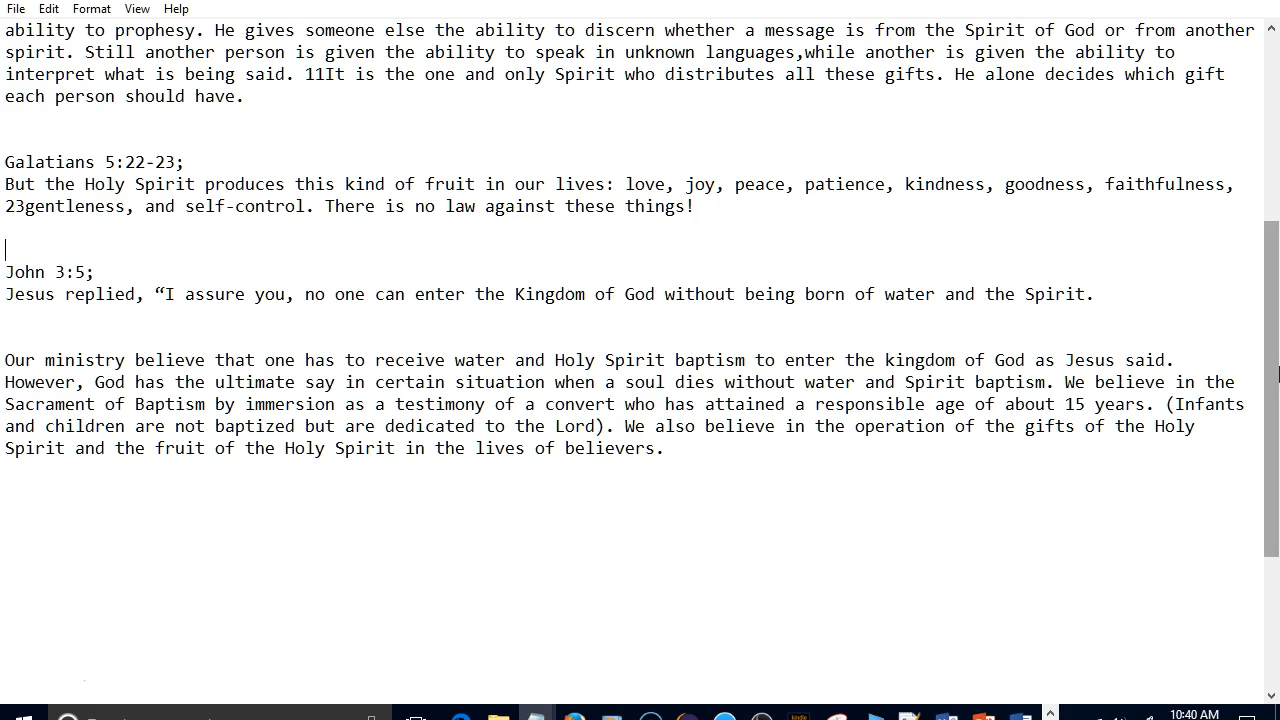 File Edit Format View Help
ability to prophesy. He gives someone else the ability to discern whether a message is from the Spirit of God or from another
spirit. Still another person is given the ability to speak in unknown languages,while another is given the ability to
interpret what is being said. 11It is the one and only Spirit who distributes all these gifts. He alone decides which gift
each person should have.
Galatians 5:22-23;
But the Holy Spirit produces this kind of fruit in our lives: love, joy, peace, patience, kindness, goodness, faithfulness,
23gentleness, and self-control. There is no law against these things!
John 3:5;
Jesus replied, “I assure you, no one can enter the Kingdom of God without being born of water and the Spirit.
Our ministry believe that one has to receive water and Holy Spirit baptism to enter the kingdom of God as Jesus said.
However, God has the ultimate say in certain situation when a soul dies without water and Spirit baptism. We believe in the
Sacrament of Baptism by immersion as a testimony of a convert who has attained a responsible age of about 15 years. (Infants
and children are not baptized but are dedicated to the Lord). We also believe in the operation of the gifts of the Holy
Spirit and the fruit of the Holy Spirit in the lives of believers.
10:40 AM